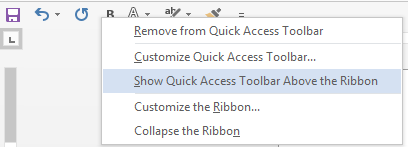 B A ab
Remove from Quick Access Toolbar
Customize Quick Access Toolbar...
Show Quick Access Toolbar Above the Ribbon
Customize the Ribbon...
Collapse the Ribbon